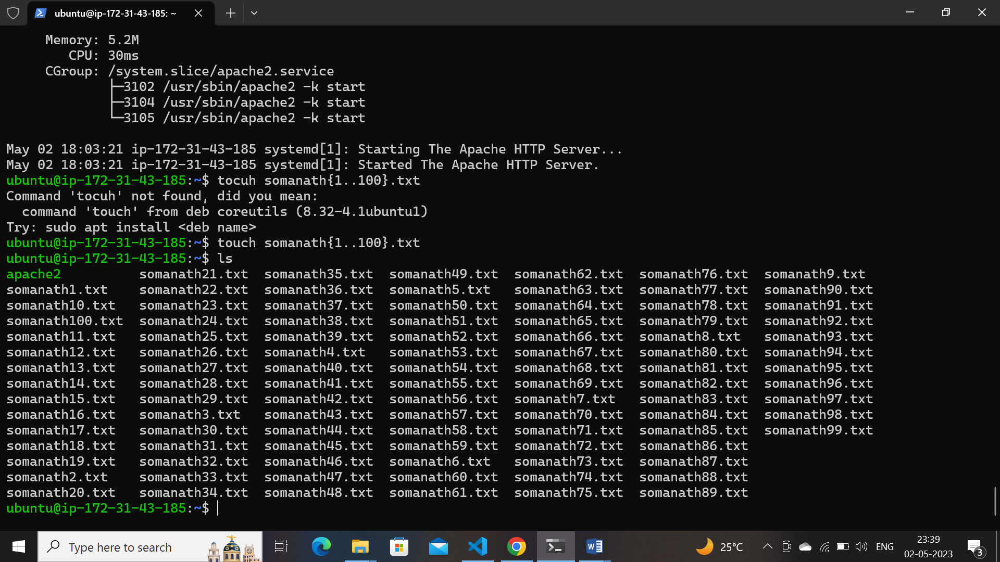 ubuntu@ip-172-31-43-185: ~
Memory: 5.2M
CPU: 30ms
CGroup: /system.slice/apache2.service
├─3102 /usr/sbin/apache2 -k start
├─3104 /usr/sbin/apache2 -k start
└─3105 /usr/sbin/apache2 -k start
May 02 18:03:21 ip-172-31-43-185 systemd[1]: Starting The Apache HTTP Server...
May 02 18:03:21 ip-172-31-43-185 systemd[1]: Started The Apache HTTP Server.
ubuntu@ip-172-31-43-185:~$ tocuh somanath{1..100}.txt
Command 'tocuh' not found, did you mean:
command 'touch' from deb coreutils (8.32-4.1ubuntu1)
Try: sudo apt install <deb name>
ubuntu@ip-172-31-43-185:~$ touch somanath{1..100}.txt
ubuntu@ip-172-31-43-185:~$ ls
apache2 somanath21.txt somanath35.txt somanath49.txt somanath62.txt somanath76.txt somanath9.txt
somanath1.txt somanath22.txt somanath36.txt somanath5.txt somanath63.txt somanath77.txt somanath90.txt
somanath10.txt somanath23.txt somanath37.txt somanath50.txt somanath64.txt somanath78.txt somanath91.txt
somanath100.txt somanath24.txt somanath38.txt somanath51.txt somanath65.txt somanath79.txt somanath92.txt
somanath11.txt somanath25.txt somanath39.txt somanath52.txt somanath66.txt somanath8.txt somanath93.txt
somanath12.txt somanath26.txt somanath4.txt somanath53.txt somanath67.txt somanath80.txt somanath94.txt
somanath13.txt somanath27.txt somanath40.txt somanath54.txt somanath68.txt somanath81.txt somanath95.txt
somanath14.txt somanath28.txt somanath41.txt somanath55.txt somanath69.txt somanath82.txt somanath96.txt
somanath15.txt somanath29.txt somanath42.txt somanath56.txt somanath7.txt somanath83.txt somanath97.txt
somanath16.txt somanath3.txt somanath43.txt somanath57.txt somanath70.txt somanath84.txt somanath98.txt
somanath17.txt somanath30.txt somanath44.txt somanath58.txt somanath71.txt somanath85.txt somanath99.txt
somanath18.txt somanath31.txt somanath45.txt somanath59.txt somanath72.txt somanath86.txt
somanath19.txt somanath32.txt somanath46.txt somanath6.txt somanath73.txt somanath87.txt
somanath2.txt somanath33.txt somanath47.txt somanath60.txt somanath74.txt somanath88.txt
somanath20.txt somanath34.txt somanath48.txt somanath61.txt somanath75.txt somanath89.txt
ubuntu@ip-172-31-43-185:~$
Type here to search
25°C
ENG
23:39
02-05-2023
3